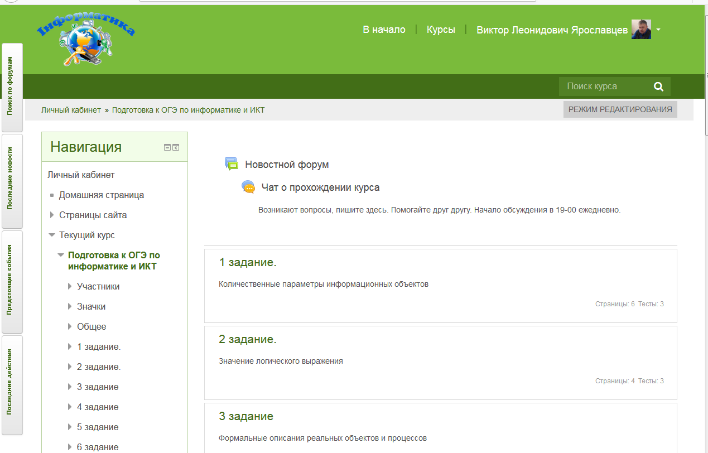 Інформатика
В начало
Курсы
Виктор Леонидович Ярославцев
Поиск курса
Личный кабинет » Подготовка к ОГЭ по информатике и ИКТ
РЕЖИМ РЕДАКТИРОВАНИЯ
Поиск по форумам
Последние новости
Предстоящие события
Последние действия
Навигация
Личный кабинет
Домашняя страница
Страницы сайта
Текущий курс
Подготовка к ОГЭ по
информатике и ИКТ
Участники
Значки
Общее
1 задание.
2 задание.
3 задание
4 задание
5 задание
6 задание
Новостной форум
Чат о прохождении курса
Возникают вопросы, пишите здесь. Помогайте друг другу. Начало обсуждения в 19-00 ежедневно.
1 задание.
Количественные параметры информационных объектов
Страницы: 6 Тесты: 3
2 задание.
Значение логического выражения
Страницы: 4 Тесты: 3
3 задание
Формальные описания реальных объектов и процессов